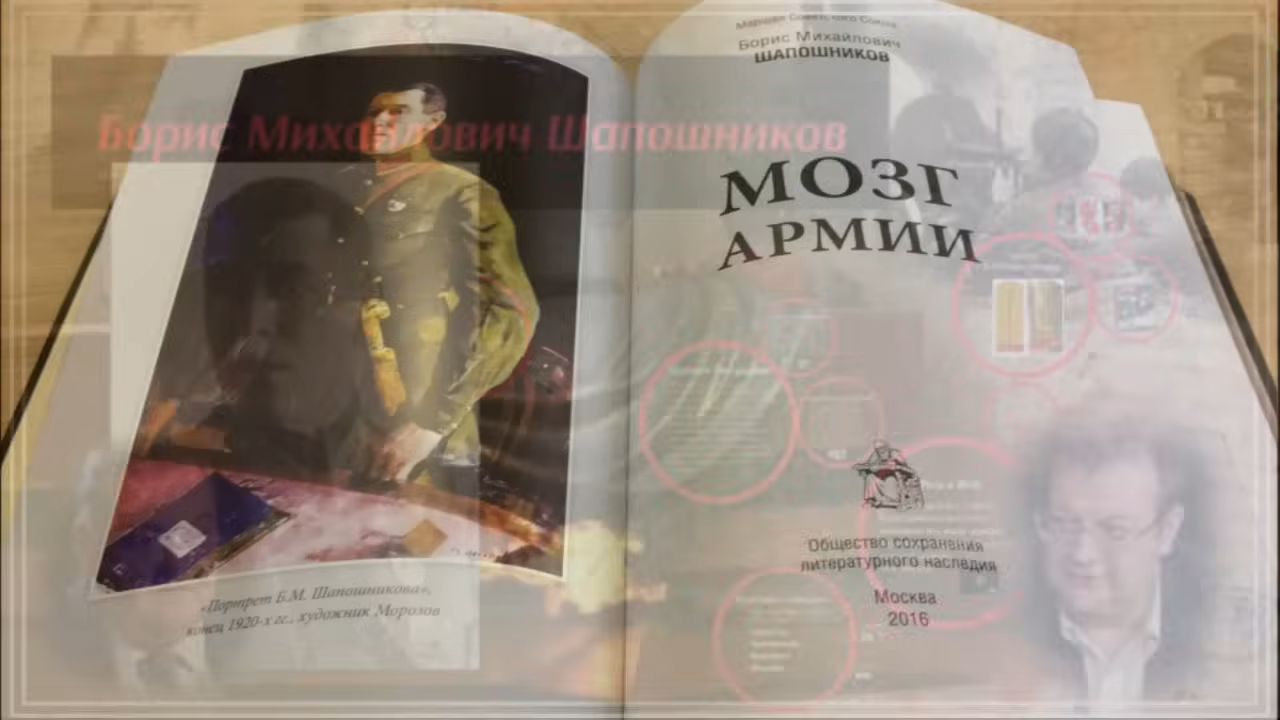 Маршал Советского Союза
Борис Михайлович
ШАПОШНИКОВ
Борис Михайлович Шапошников
МОЗГ
АРМИИ
Общество сохранения
литературного наследия
Москва
2016
«Портрет Б.М. Шапошникова»,
конец 1920-х гг., художник Морозов